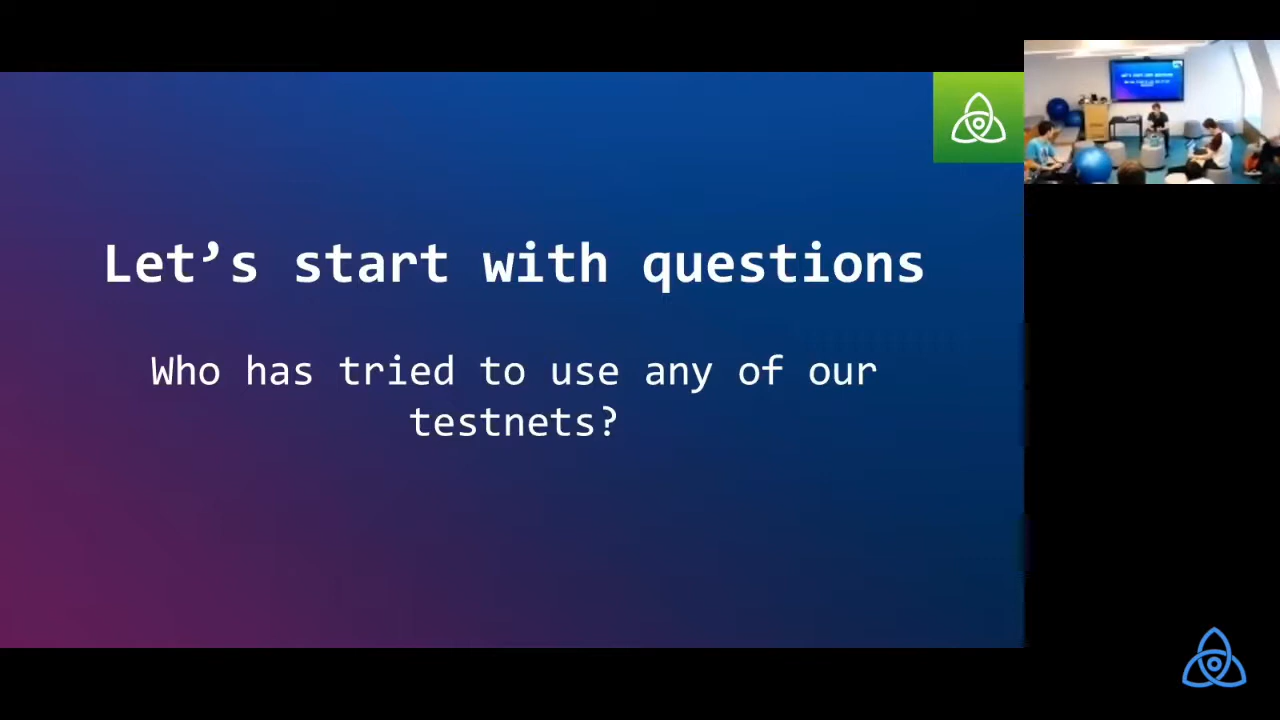 Let’s start with questions
Who has tried to use any of our
testnets?